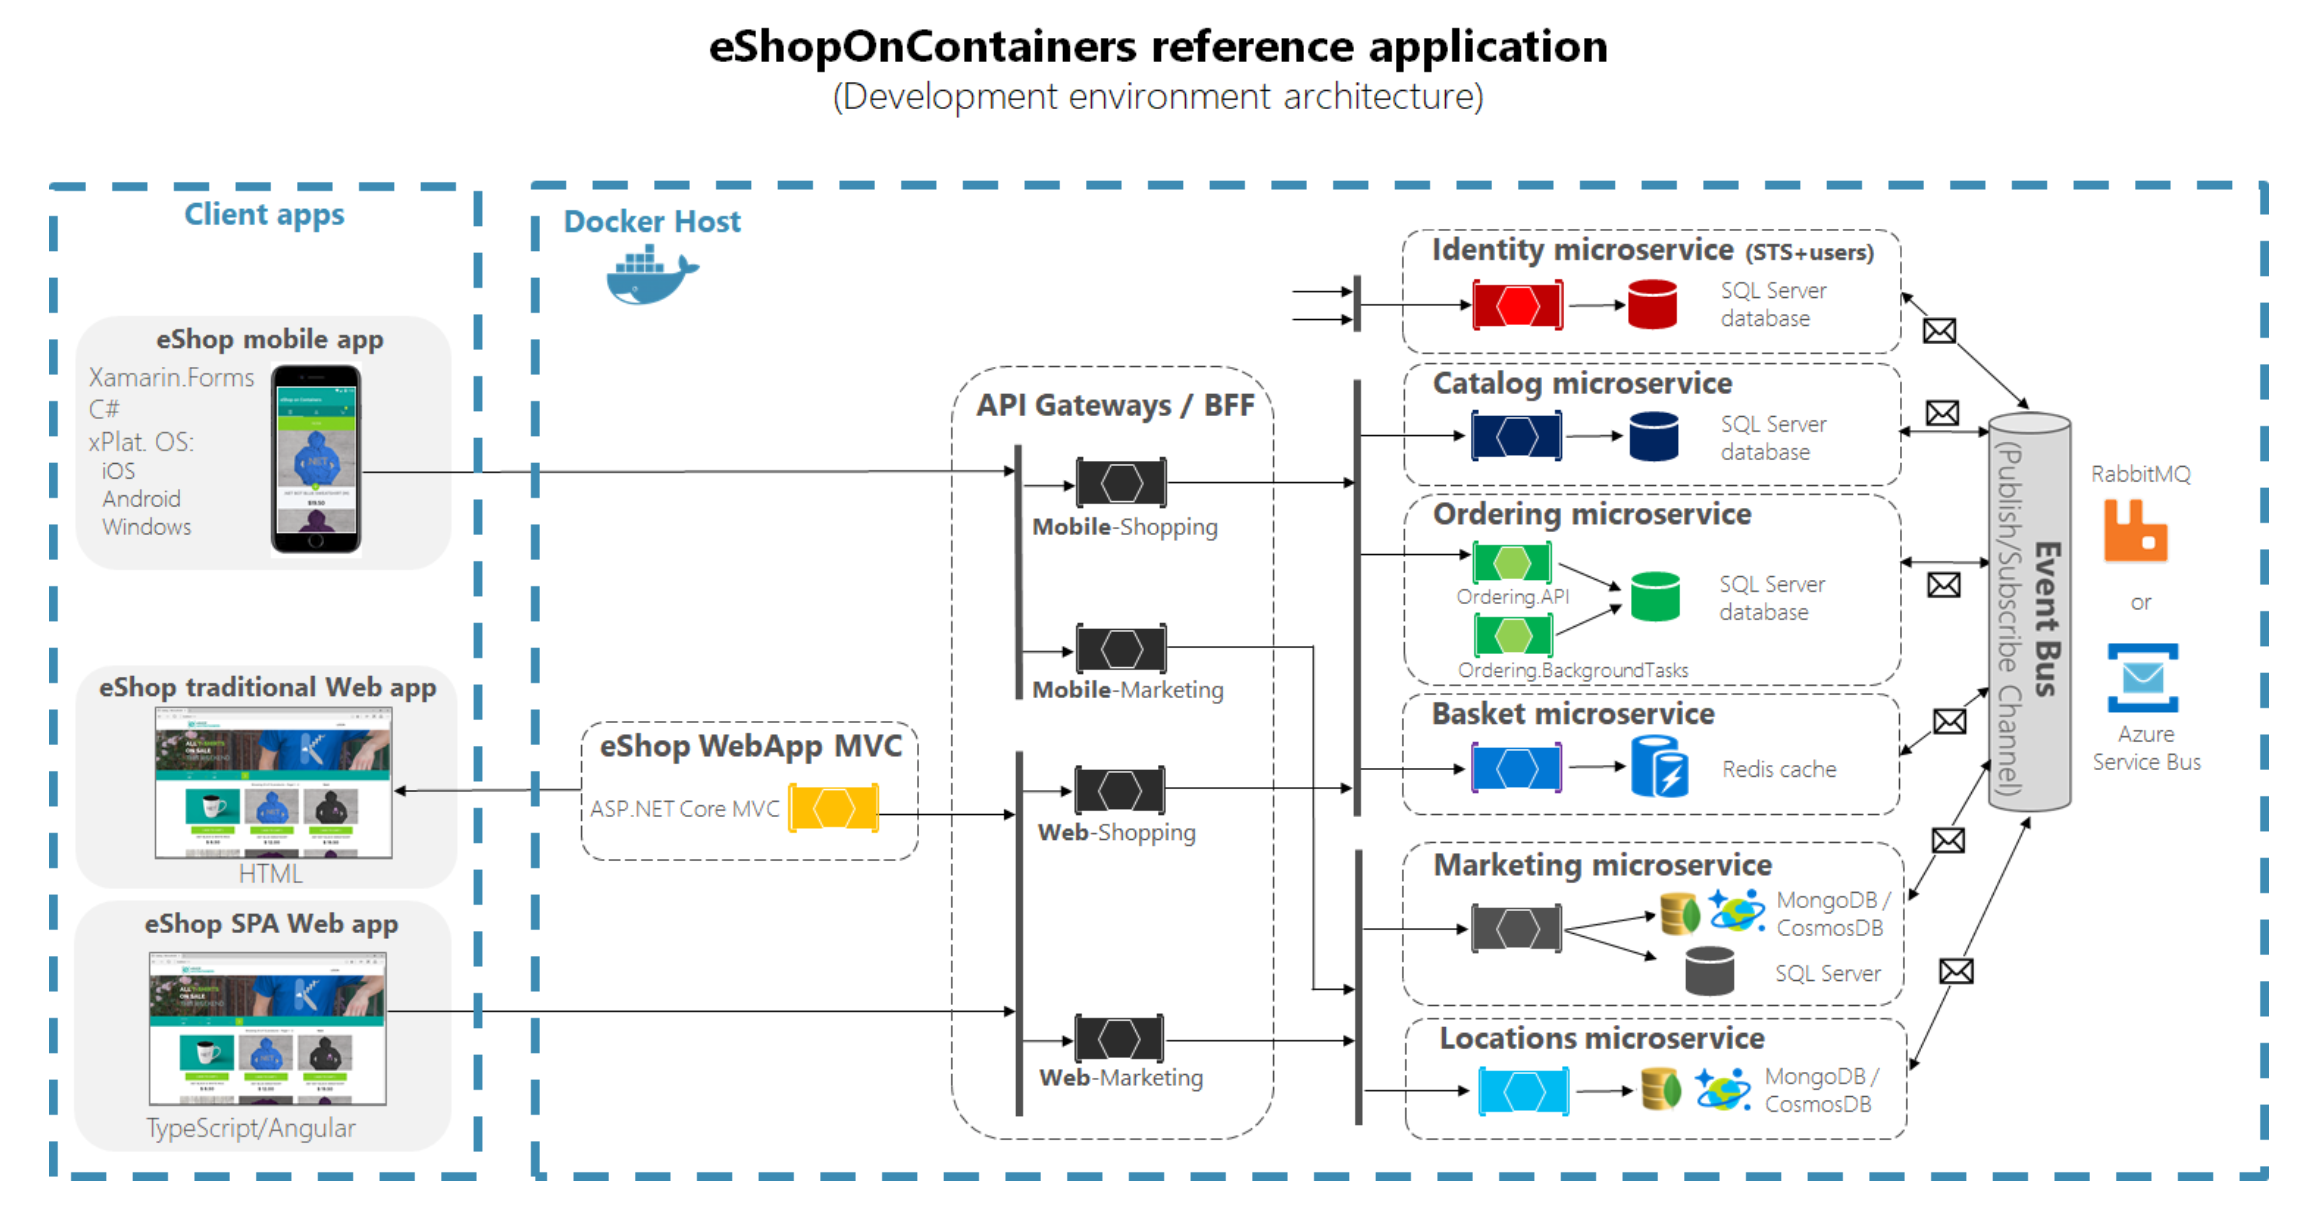 eShopOnContainers reference application
(Development environment architecture)
Client apps
eShop mobile app
Xamarin.Forms
C#
xPlat. OS:
iOS
Android
Windows
eShop traditional Web app
HTML
eShop SPA Web app
TypeScript/Angular
Docker Host
eShop WebApp MVC
ASP.NET Core MVC
API Gateways / BFF
Mobile-Shopping
Mobile-Marketing
Web-Shopping
Web-Marketing
Identity microservice (STS+users)
SQL Server
database
Catalog microservice
SQL Server
database
Ordering microservice
Ordering.API
SQL Server
database
Ordering.BackgroundTasks
Basket microservice
Redis cache
Marketing microservice
MongoDB /
CosmosDB
SQL Server
Locations microservice
MongoDB /
CosmosDB
Event Bus
(Publish/Subscribe Channel)
RabbitMQ
or
Azure
Service Bus